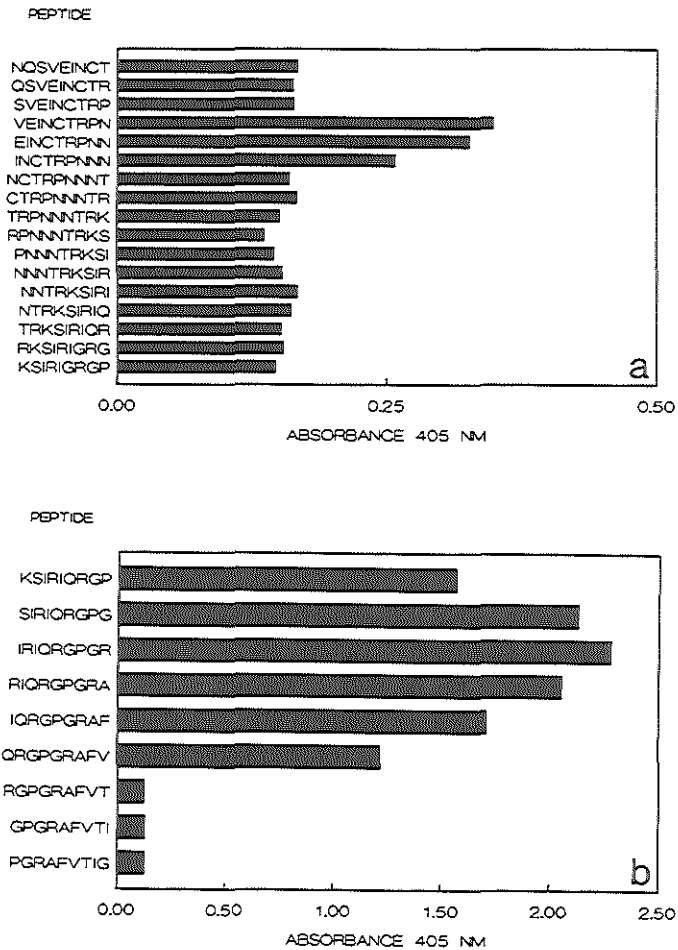 PEPTIDE
NQSVEINCT
QSVEINCTR
SVEINCTRP
VEINCTRPN
EINCTRPNN
INCTRPNNN
NCTRPNNNT
CTRPNNNTR
TRPNNNTRK
RPNNNTRKS
PNNNTRKSI
NNNTRKSIR
NNTRKSIRI
NTRKSIRIQ
TRKSIRIQR
RKSIRIGRG
KSIRIGRGP
a
0.00 0.25 0.50
ABSORBANCE 405 NM
PEPTIDE
KSIRIQRGP
SIRIQRGPG
IRIQRGPGR
RIQRGPGRA
IQRGPGRAF
QRGPGRAFV
RGPGRAFVT
GPGRAFVTI
PGRAFVTIG
b
0.00 0.50 1.00 1.50 2.00 2.50
ABSORBANCE 405 NM